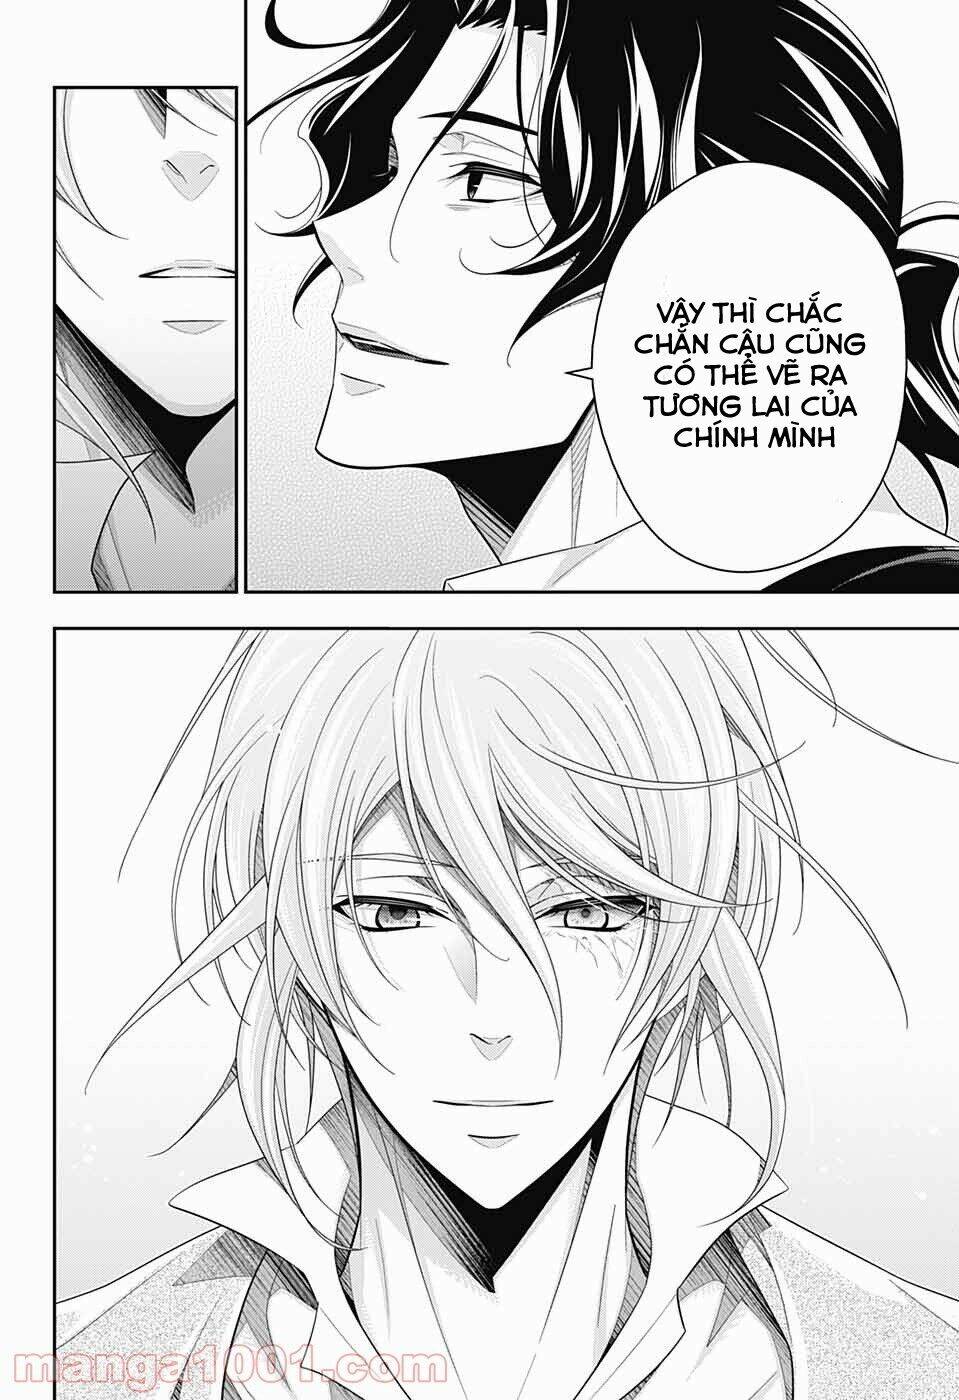 VẬY THÌ CHẮC
CHẮN CẬU CŨNG
CÓ THỂ VẼ RA
TƯƠNG LAI CỦA
CHÍNH MÌNH
manga1001.com